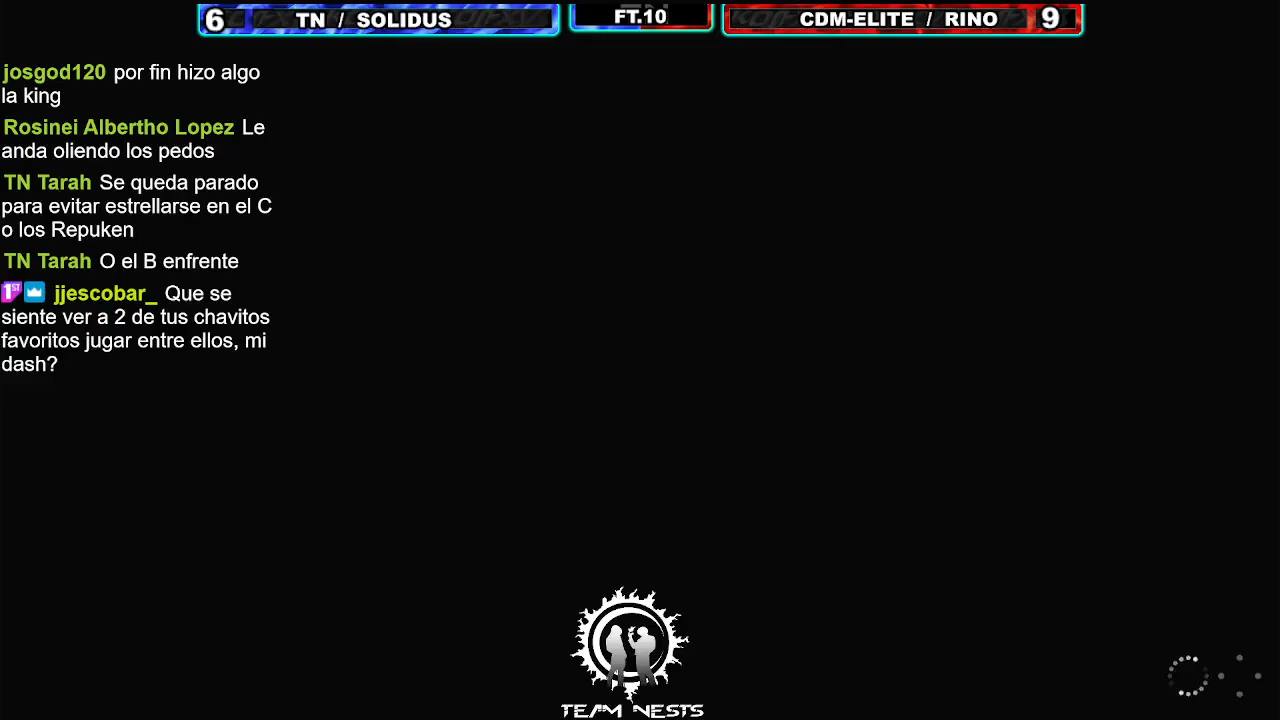 6 TN / SOLIDUS FT.10 CDM-ELITE / RINO 9
josgod120 por fin hizo algo
la king
Rosinei Albertho Lopez Le
anda oliendo los pedos
TN Tarah Se queda parado
para evitar estrellarse en el C
o los Repuken
TN Tarah O el B enfrente
1ST jjescobar_ Que se
siente ver a 2 de tus chavitos
favoritos jugar entre ellos, mi
dash?
TEAM NESTS